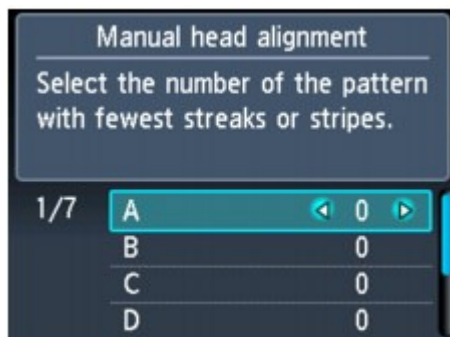 Manual head alignment
Select the number of the pattern
with fewest streaks or stripes.
1/7 A 0
B 0
C 0
D 0